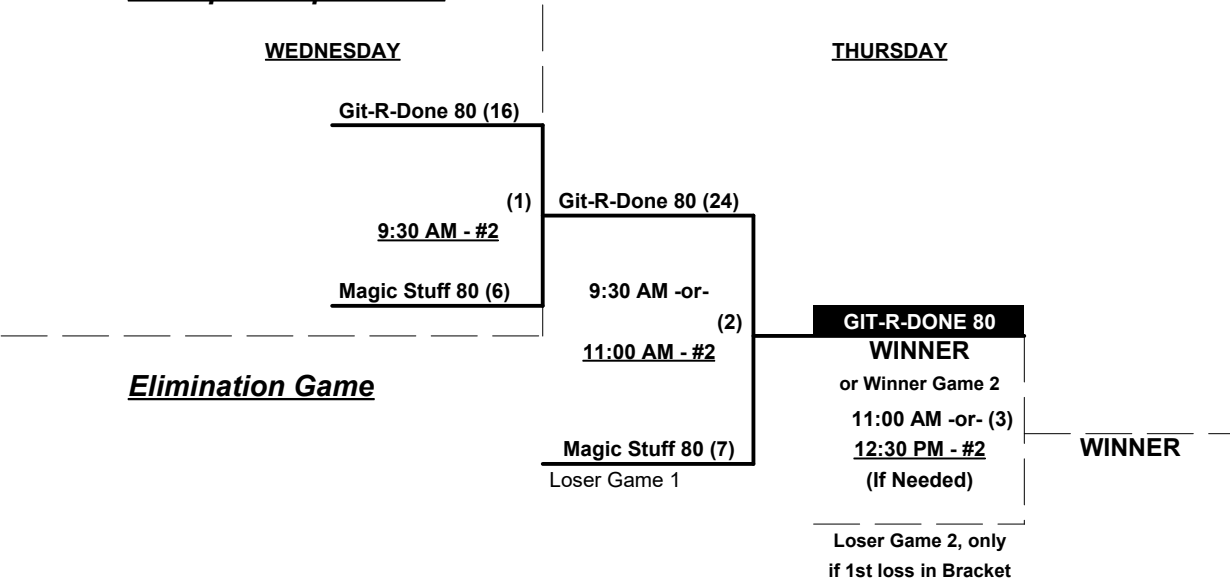 WEDNESDAY
THURSDAY
Git-R-Done 80 (16)
(1)
Git-R-Done 80 (24)
9:30 AM - #2
Magic Stuff 80 (6)
9:30 AM -or-
(2)
GIT-R-DONE 80
11:00 AM - #2
WINNER
Elimination Game
or Winner Game 2
11:00 AM -or- (3)
Magic Stuff 80 (7)
12:30 PM - #2
WINNER
Loser Game 1
(If Needed)
Loser Game 2, only
if 1st loss in Bracket